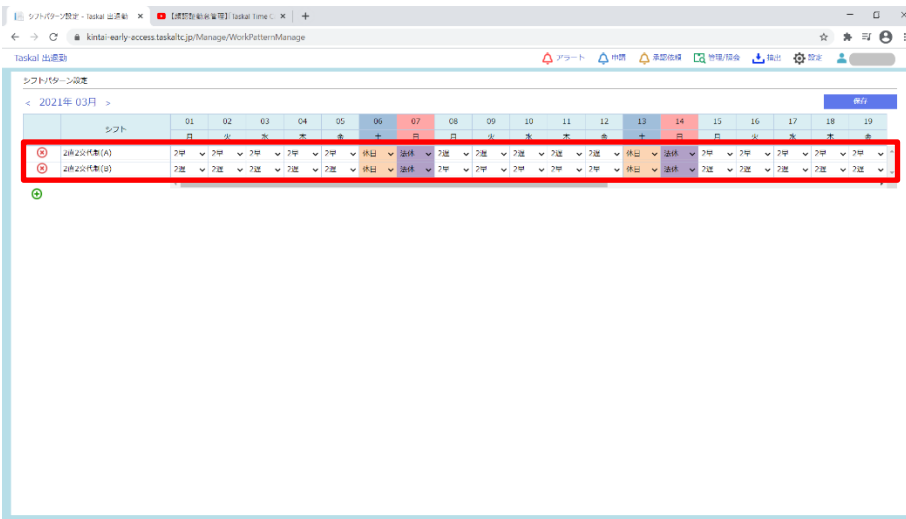 シフトパターン設定 - Taskal 出退勤
kintai-early-access.taskaltc.jp/Manage/WorkPatternManage
Taskal 出退勤 アラート 申請 承認依頼 管理/照会 抽出 設定
シフトパターン設定
< 2021年 03月 > 保存
シフト 01 02 03 04 05 06 07 08 09 10 11 12 13 14 15 16 17 18 19
月 火 水 木 金 土 日 月 火 水 木 金 土 日 月 火 水 木 金
2直2交代制(A) 2早 2早 2早 2早 2早 休日 法休 2遅 2遅 2遅 2遅 2遅 休日 法休 2早 2早 2早 2早 2早
2直2交代制(B) 2遅 2遅 2遅 2遅 2遅 休日 法休 2早 2早 2早 2早 2早 休日 法休 2遅 2遅 2遅 2遅 2遅